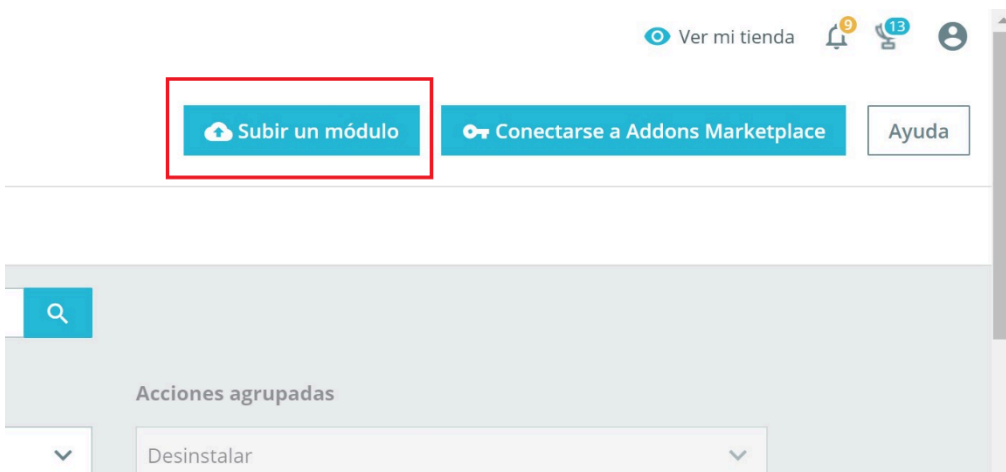 Ver mi tienda 9 13
Subir un módulo Conectarse a Addons Marketplace Ayuda
Acciones agrupadas
Desinstalar